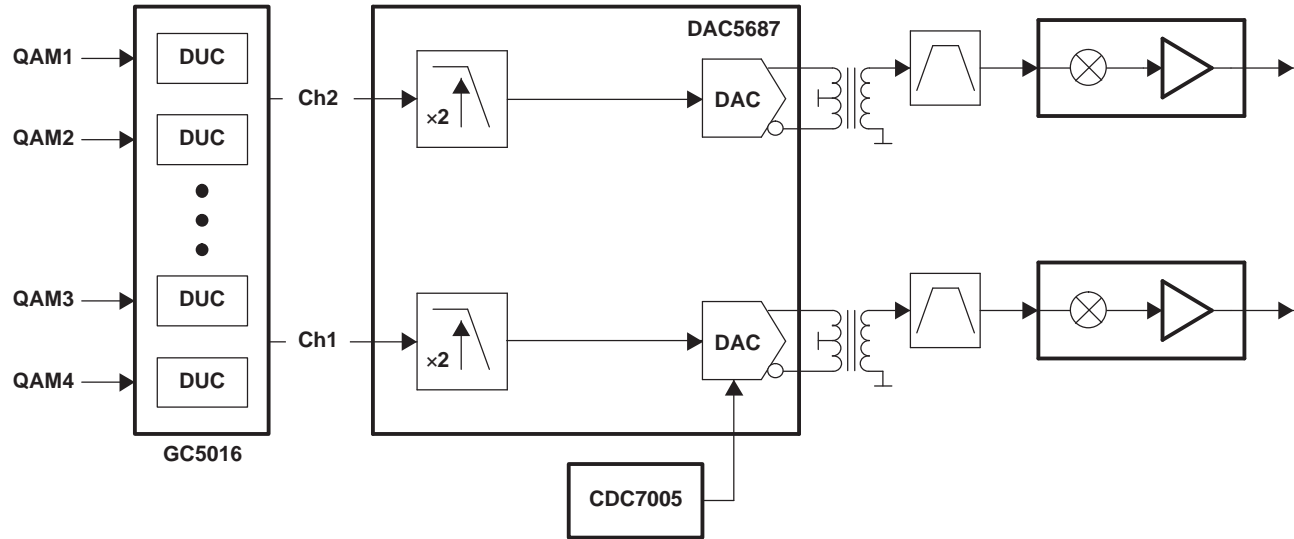 DAC5687
QAM1
DUC
Ch2
×2
DAC
QAM2
DUC
QAM3
DUC
Ch1
×2
DAC
QAM4
DUC
GC5016
CDC7005